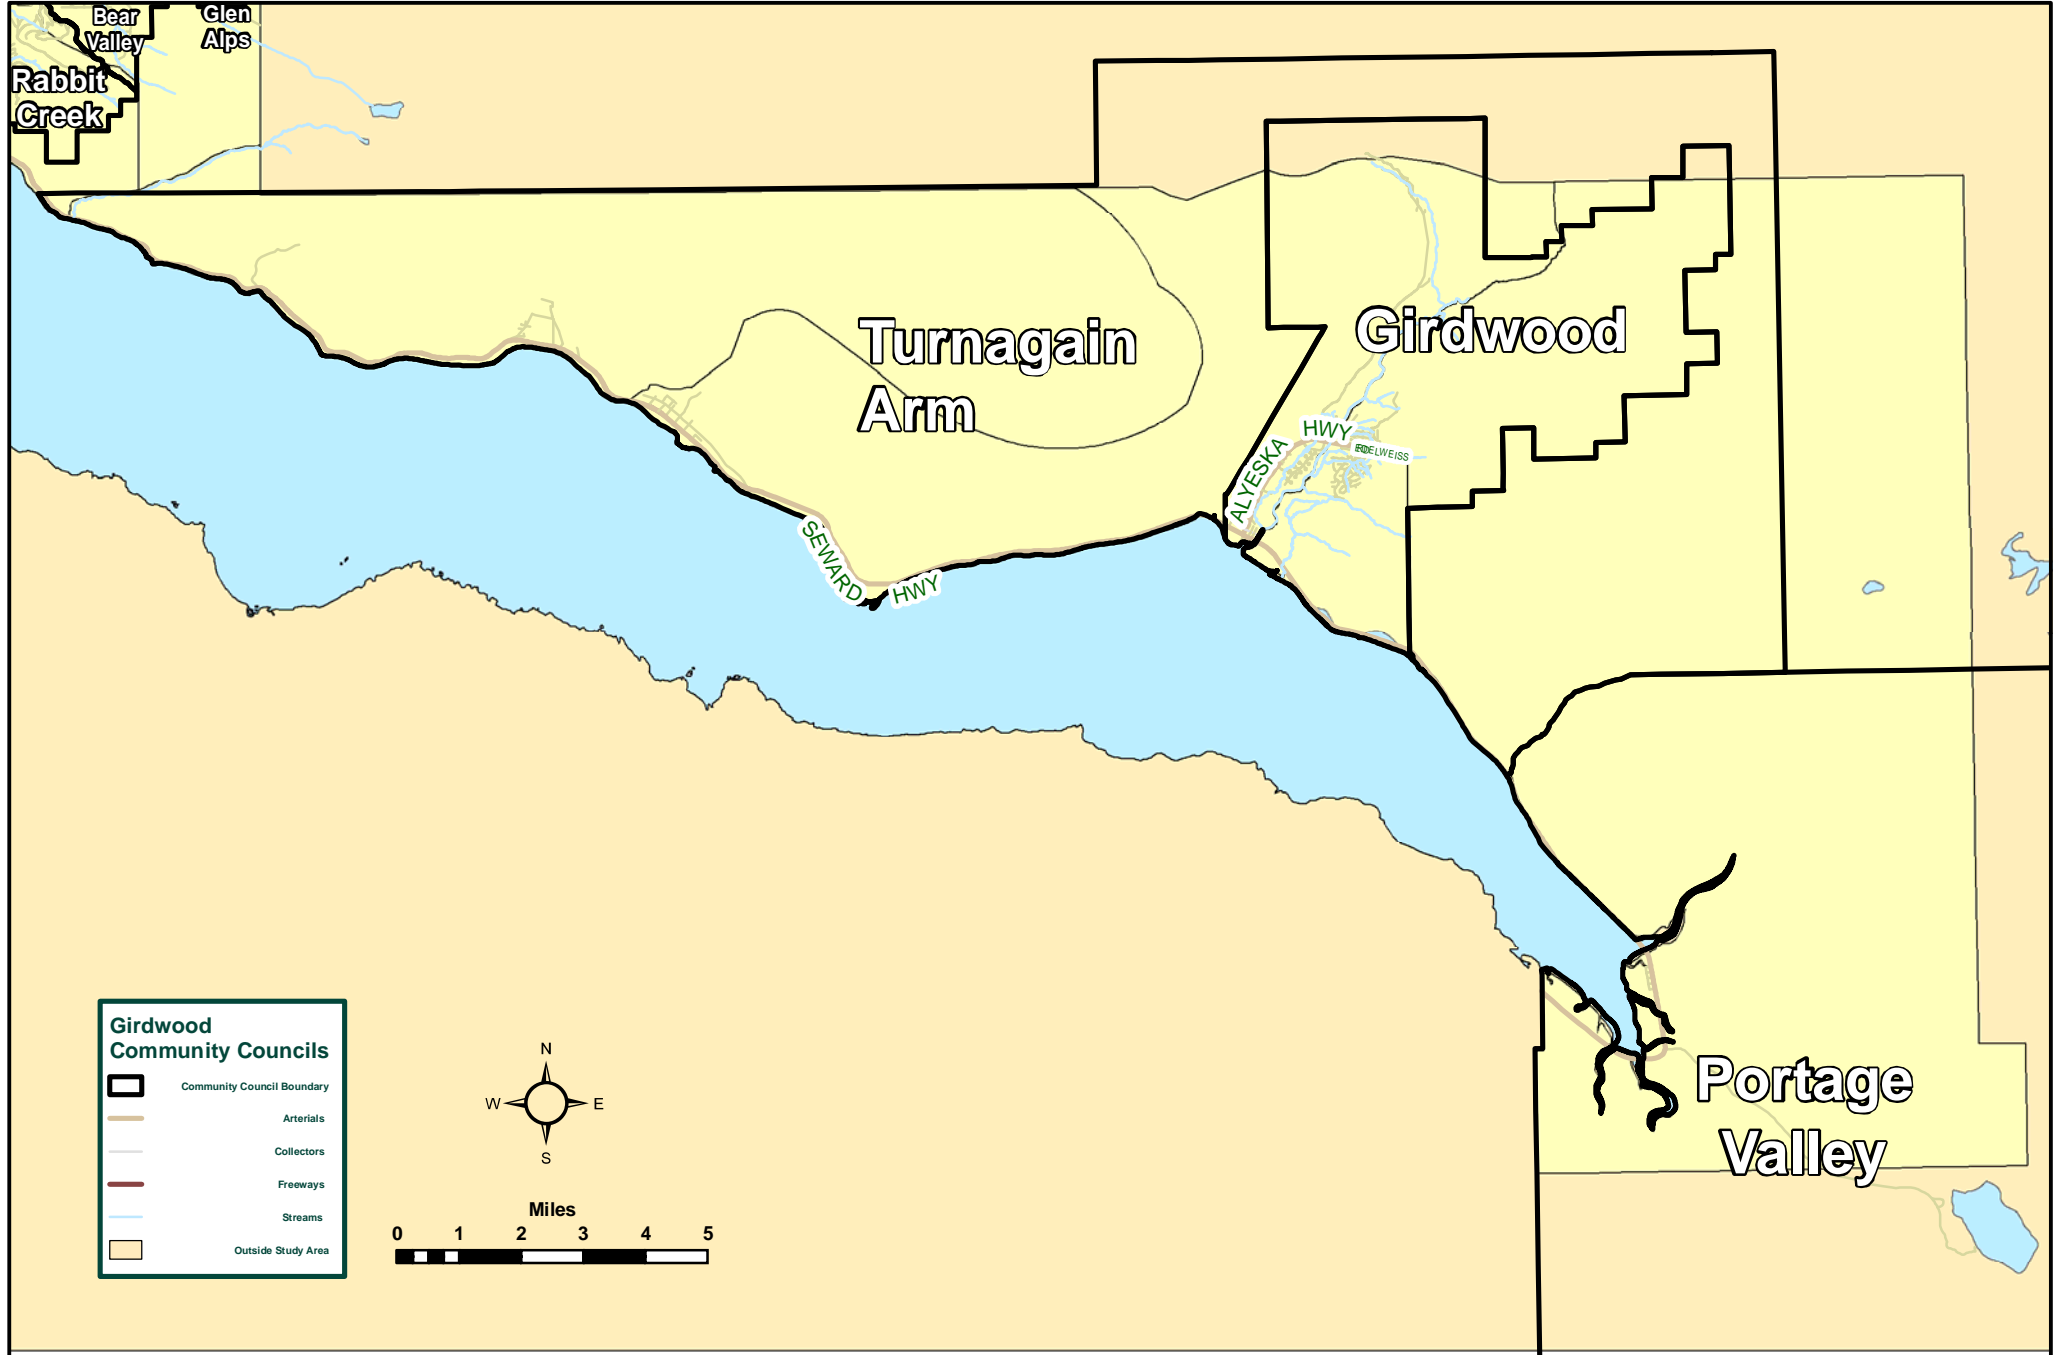 Bear
Valley
Glen
Alps
Rabbit
Creek
Turnagain
Arm
Girdwood
ALYESKA
HWY
EDELWEISS
SEWARD
HWY
Portage
Valley
Girdwood
Community Councils
Community Council Boundary
Arterials
Collectors
Freeways
Streams
Outside Study Area
N
W
E
S
Miles
0 1 2 3 4 5